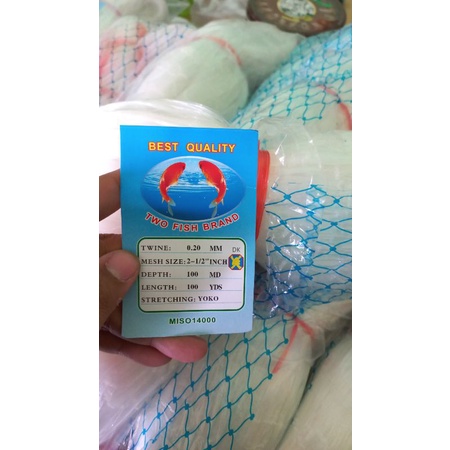 BEST QUALITY
TWO FISH BRAND
TWINE: 0.20 MM DK
MESH SIZE: 2-1/2" INCH
DEPTH: 100 MD
LENGTH: 100 YDS
STRETCHING: YOKO
MISO14000